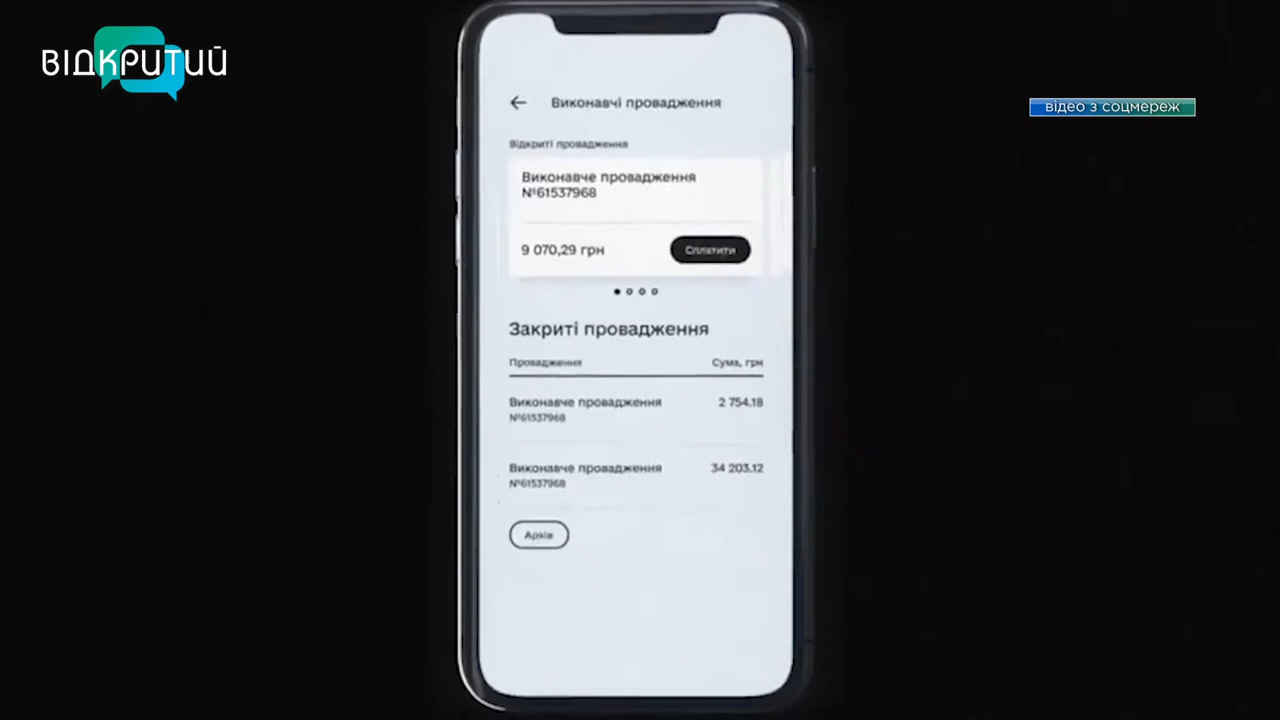 ВІДКРИТИЙ
відео з соцмереж
Виконавчі провадження
Відкриті провадження
Виконавче провадження
№61537968
9 070,29 грн
Сплатити
Закриті провадження
Провадження
Сума, грн
Виконавче провадження
2 754.18
№61537968
Виконавче провадження
34 203.12
№61537968
Архів